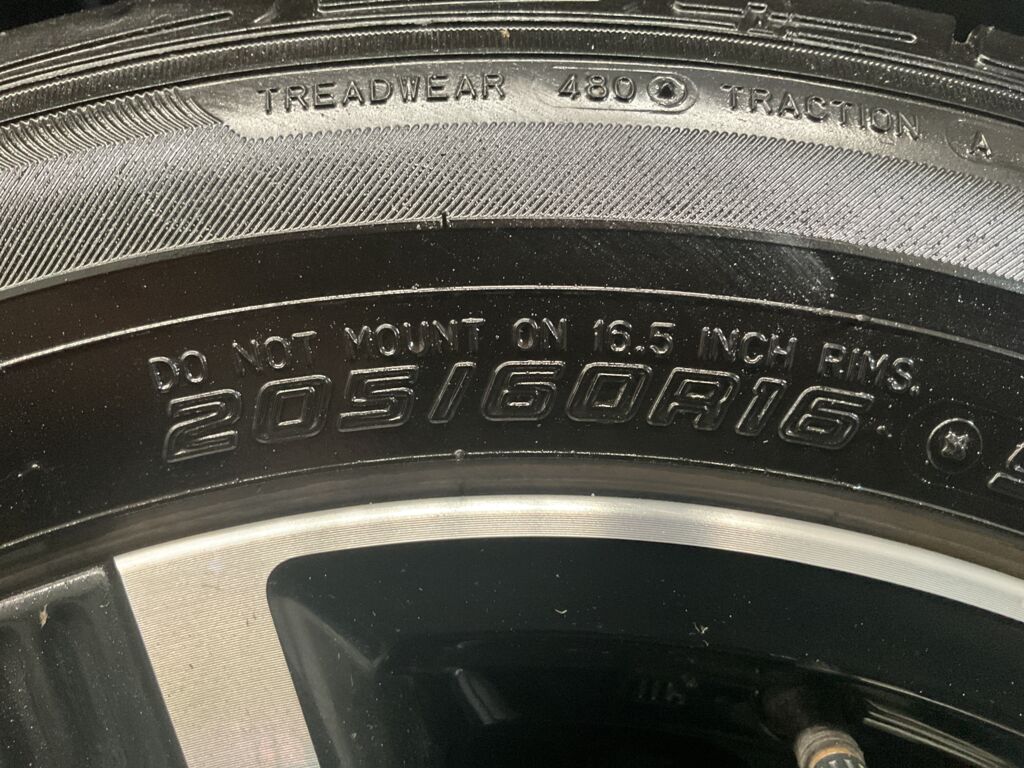 TREADWEAR 480 TRACTION A
DO NOT MOUNT ON 16.5 INCH RIMS.
205/60R16